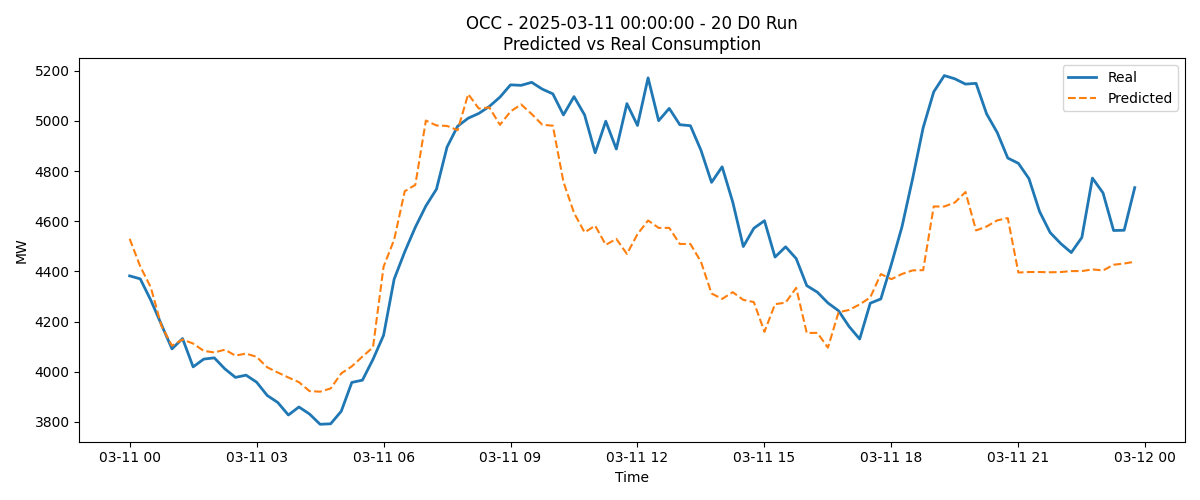 OCC - 2025-03-11 00:00:00 - 20 D0 Run
Predicted vs Real Consumption
Real
Predicted
MW
5200
5000
4800
4600
4400
4200
4000
3800
03-11 00
03-11 03
03-11 06
03-11 09
03-11 12
03-11 15
03-11 18
03-11 21
03-12 00
Time